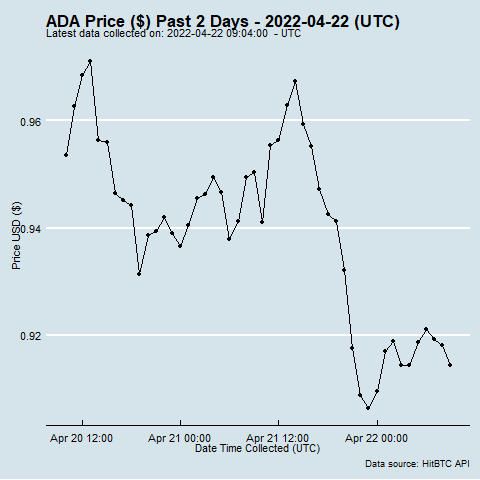 ADA Price ($) Past 2 Days - 2022-04-22 (UTC)
Latest data collected on: 2022-04-22 09:04:00  - UTC
Price USD ($)
0.96
0.94
0.92
Apr 20 12:00 Apr 21 00:00 Apr 21 12:00 Apr 22 00:00
Date Time Collected (UTC)
Data source: HitBTC API